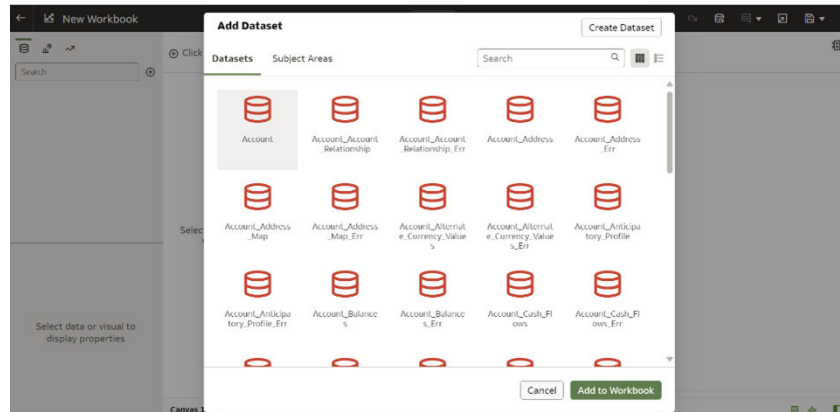 New Workbook
Search
Click
Selec
Select data or visual to
display properties
Canvas 1
Add Dataset
Create Dataset
Datasets
Subject Areas
Search
Account
Account_Account
_Relationship
Account_Account
_Relationship_Err
Account_Address
Account_Address
_Err
Account_Address
_Map
Account_Address
_Map_Err
Account_Alternat
e_Currency_Value
s
Account_Alternat
e_Currency_Value
s_Err
Account_Anticipa
tory_Profile
Account_Anticipa
tory_Profile_Err
Account_Balance
s
Account_Balance
s_Err
Account_Cash_Fl
ows
Account_Cash_Fl
ows_Err
Cancel
Add to Workbook